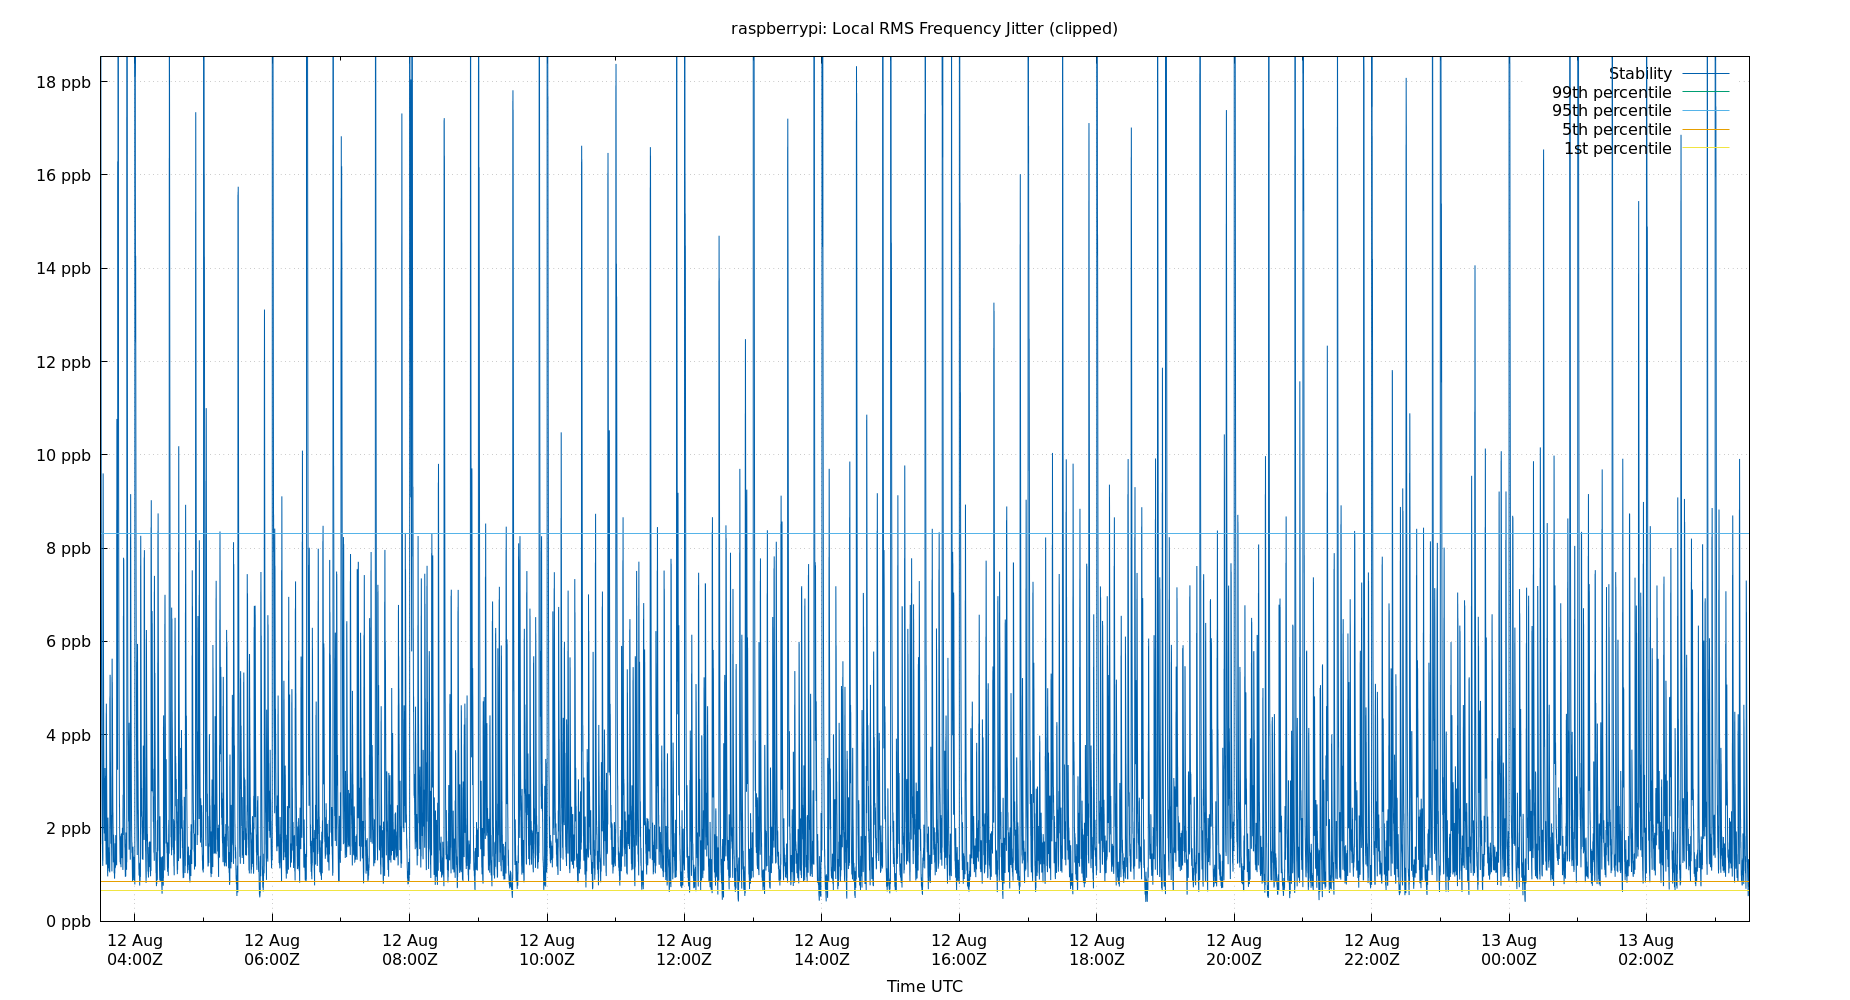 raspberrypi: Local RMS Frequency Jitter (clipped)
18 ppb
16 ppb
14 ppb
12 ppb
10 ppb
8 ppb
6 ppb
4 ppb
2 ppb
0 ppb
Stability
99th percentile
95th percentile
5th percentile
1st percentile
12 Aug 12 Aug 12 Aug 12 Aug 12 Aug 12 Aug 12 Aug 12 Aug 12 Aug 12 Aug 13 Aug 13 Aug
04:00Z 06:00Z 08:00Z 10:00Z 12:00Z 14:00Z 16:00Z 18:00Z 20:00Z 22:00Z 00:00Z 02:00Z
Time UTC